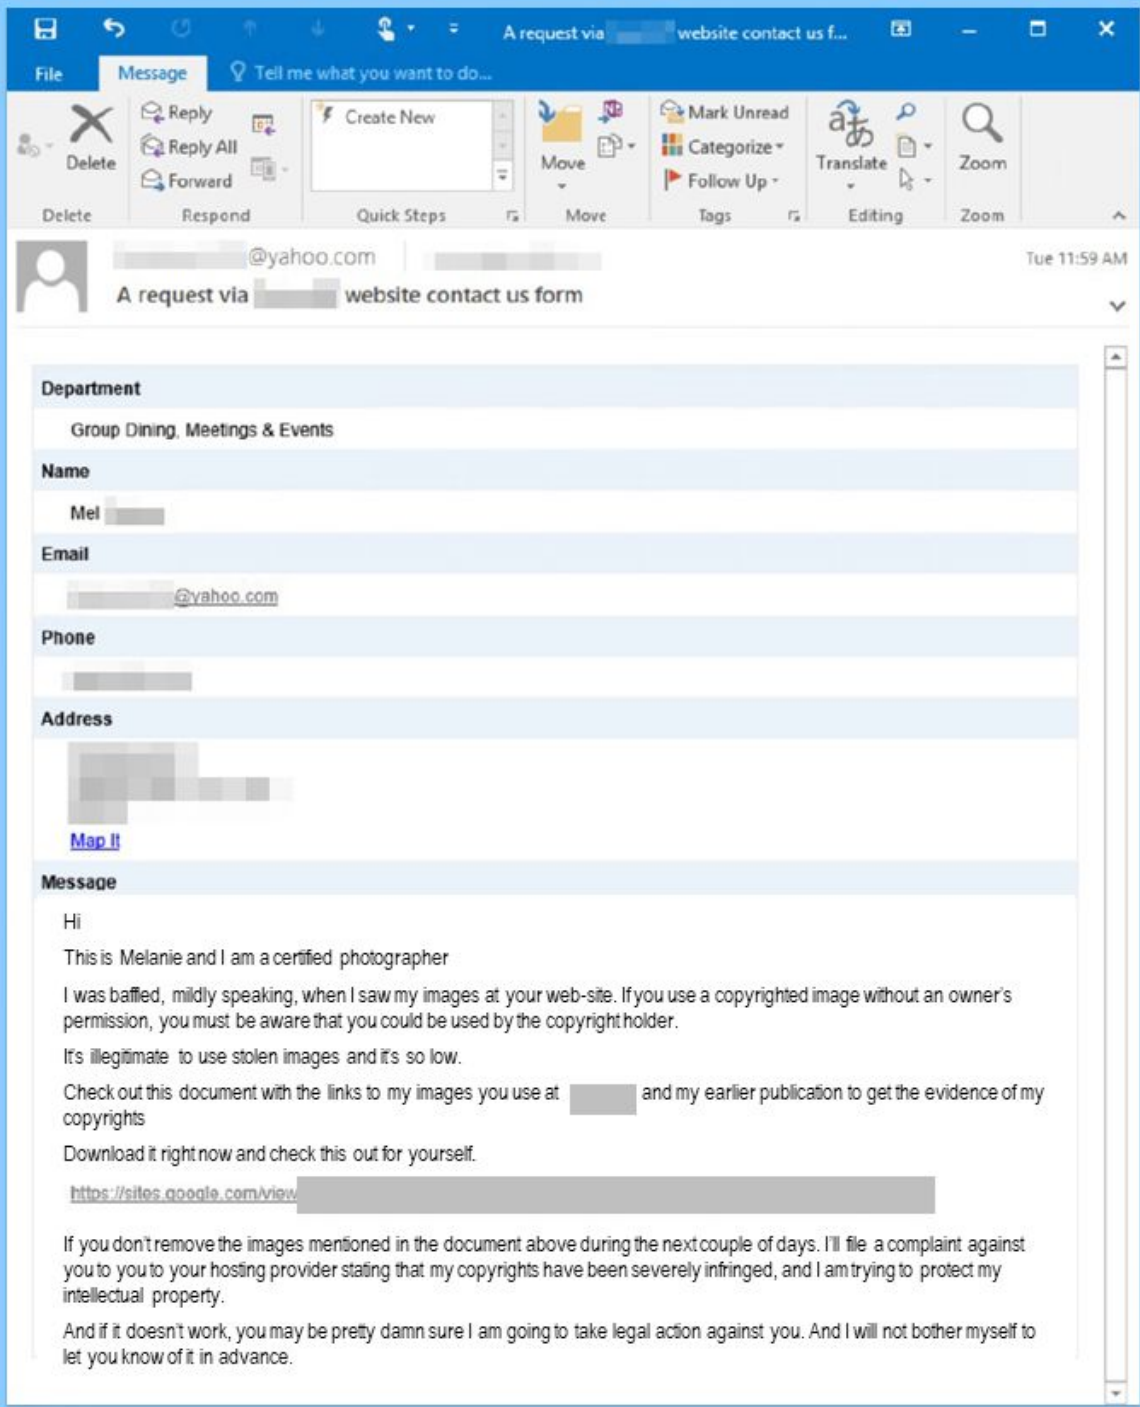 A request via website contact us f...
File Message Tell me what you want to do...
Delete
Reply
Reply All
Forward
Create New
Move
Mark Unread
Categorize
Follow Up
Translate
Zoom
Delete Respond Quick Steps Move Tags Editing Zoom
@yahoo.com
Tue 11:59 AM
A request via website contact us form
Department
Group Dining, Meetings & Events
Name
Mel
Email
@yahoo.com
Phone
Address
Map It
Message
Hi
This is Melanie and I am a certified photographer
I was baffled, mildly speaking, when I saw my images at your web-site. If you use a copyrighted image without an owner's
permission, you must be aware that you could be used by the copyright holder.
It's illegitimate to use stolen images and it's so low.
Check out this document with the links to my images you use at and my earlier publication to get the evidence of my
copyrights
Download it right now and check this out for yourself.
https://sites.google.com/view
If you don't remove the images mentioned in the document above during the next couple of days. I'll file a complaint against
you to you to your hosting provider stating that my copyrights have been severely infringed, and I am trying to protect my
intellectual property.
And if it doesn't work, you may be pretty damn sure I am going to take legal action against you. And I will not bother myself to
let you know of it in advance.